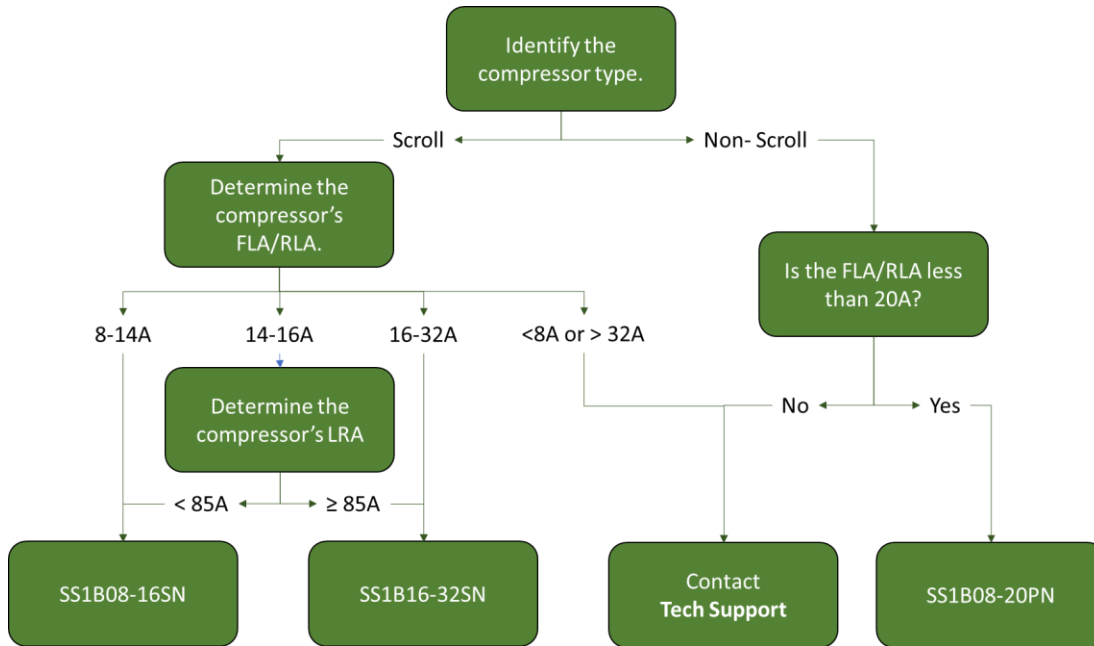 Identify the
compressor type.
Scroll
Non- Scroll
Determine the
compressor's
FLA/RLA.
Is the FLA/RLA less
than 20A?
8-14A
14-16A
16-32A
<8A or > 32A
Determine the
compressor's LRA
No
Yes
< 85A
≥ 85A
SS1B08-16SN
SS1B16-32SN
Contact
Tech Support
SS1B08-20PN